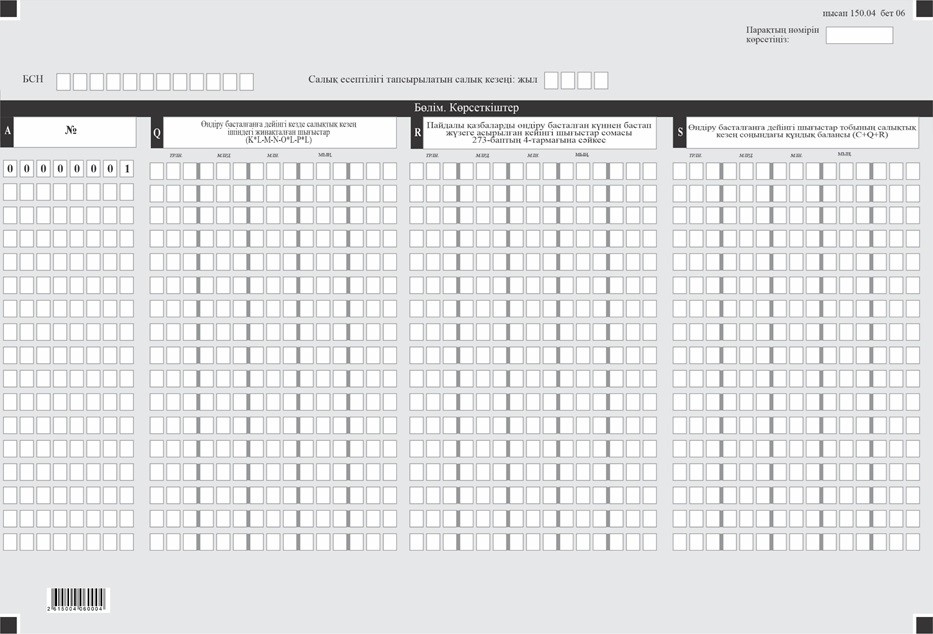 нысан 150.04 бет 06
Парақтың нөмірін
көрсетіңіз:
БСН
Салық есептілігі тапсырылатын салық кезеңі: жыл
Бөлім. Көрсеткіштер
A
№
Q
Өндіру басталғанға дейінгі кезде салықтық кезең
ішіндегі жинақталған шығыстар
(K*L-M-N-O*L-P*L)
R
Пайдалы қазбаларды өндіру басталған күннен бастап
жүзеге асырылған кейінгі шығыстар сомасы
273-баптың 4-тармағына сәйкес
S
Өндіру басталғанға дейінгі шығыстар тобының салықтық
кезең соңындағы құндық балансы (C+Q+R)
трлн млрд млн мың трлн млрд млн мың трлн млрд млн мың
0 0 0 0 0 0 0 1
2615004060004